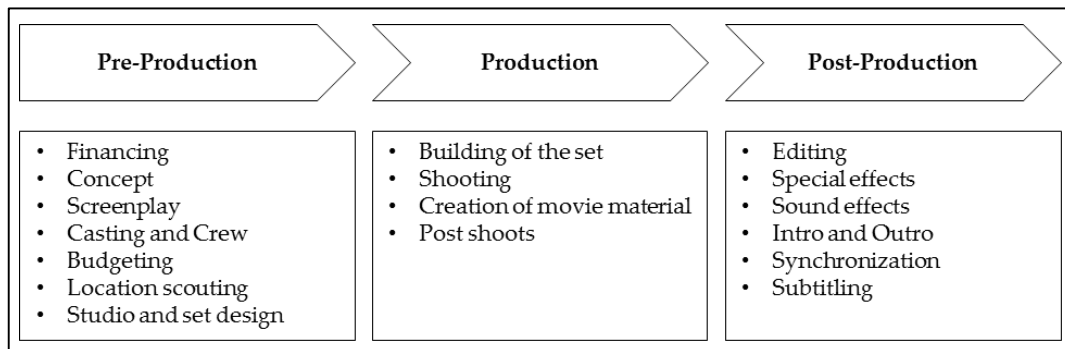 Pre-Production
Production
Post-Production
• Financing
• Concept
• Screenplay
• Casting and Crew
• Budgeting
• Location scouting
• Studio and set design
• Building of the set
• Shooting
• Creation of movie material
• Post shoots
• Editing
• Special effects
• Sound effects
• Intro and Outro
• Synchronization
• Subtitling